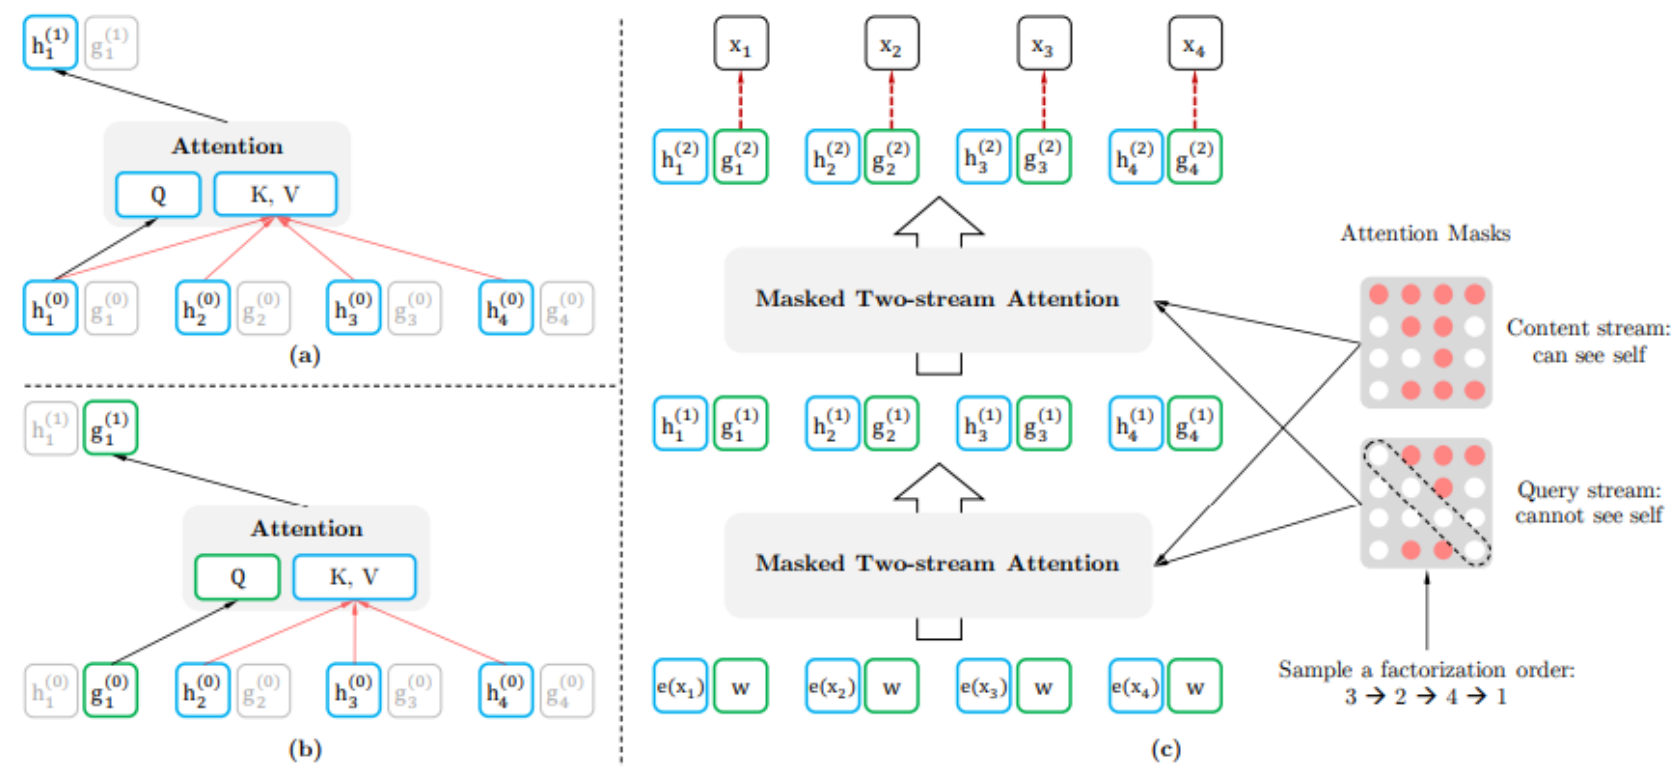 h₁⁽¹⁾ g₁⁽¹⁾
Attention
Q K, V
h₁⁽⁰⁾ g₁⁽⁰⁾ h₂⁽⁰⁾ g₂⁽⁰⁾ h₃⁽⁰⁾ g₃⁽⁰⁾ h₄⁽⁰⁾ g₄⁽⁰⁾
(a)
h₁⁽¹⁾ g₁⁽¹⁾
Attention
Q K, V
h₁⁽⁰⁾ g₁⁽⁰⁾ h₂⁽⁰⁾ g₂⁽⁰⁾ h₃⁽⁰⁾ g₃⁽⁰⁾ h₄⁽⁰⁾ g₄⁽⁰⁾
(b)
x₁ x₂ x₃ x₄
h₁⁽²⁾ g₁⁽²⁾ h₂⁽²⁾ g₂⁽²⁾ h₃⁽²⁾ g₃⁽²⁾ h₄⁽²⁾ g₄⁽²⁾
Masked Two-stream Attention
h₁⁽¹⁾ g₁⁽¹⁾ h₂⁽¹⁾ g₂⁽¹⁾ h₃⁽¹⁾ g₃⁽¹⁾ h₄⁽¹⁾ g₄⁽¹⁾
Masked Two-stream Attention
e(x₁) w e(x₂) w e(x₃) w e(x₄) w
Attention Masks
Content stream:
can see self
Query stream:
cannot see self
Sample a factorization order:
3 → 2 → 4 → 1
(c)